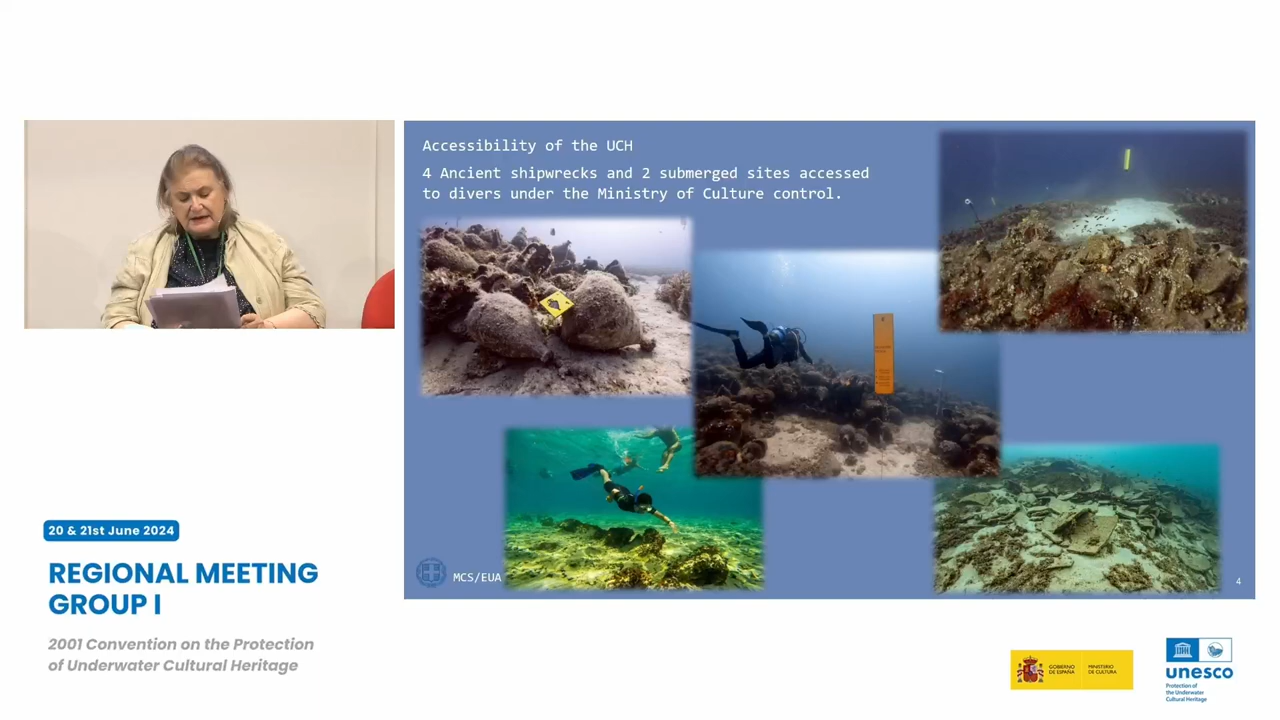 Accessibility of the UCH
4 Ancient shipwrecks and 2 submerged sites accessed
to divers under the Ministry of Culture control.
MCS/EUA
4
20 & 21st June 2024
REGIONAL MEETING
GROUP I
2001 Convention on the Protection
of Underwater Cultural Heritage
GOBIERNO
DE ESPAÑA
MINISTERIO
DE CULTURA
unesco
Protection of
the Underwater
Cultural Heritage